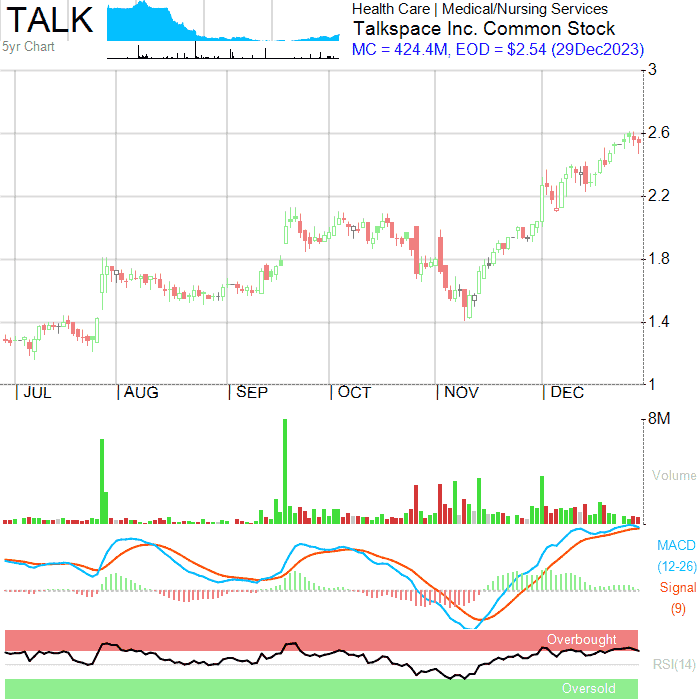 TALK
5yr Chart
Health Care | Medical/Nursing Services
Talkspace Inc. Common Stock
MC = 424.4M, EOD = $2.54 (29Dec2023)
3
2.6
2.2
1.8
1.4
1
|JUL |AUG |SEP |OCT |NOV |DEC
8M
Volume
MACD
(12-26)
Signal
(9)
Overbought
RSI(14)
Oversold